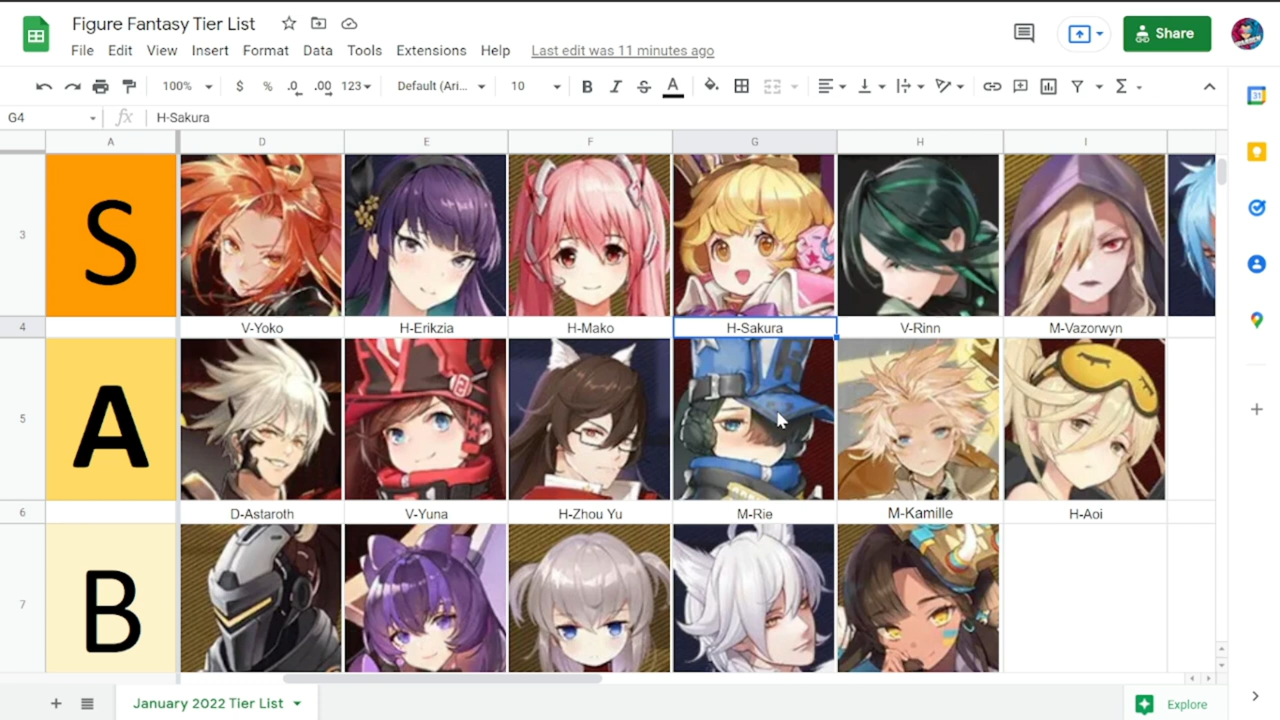 Figure Fantasy Tier List
File Edit View Insert Format Data Tools Extensions Help Last edit was 11 minutes ago
Share
100% $ % .0 .00 123 Default (Ari... 10 B I S A
G4 fx H-Sakura
A D E F G H I
3 S
4 V-Yoko H-Erikzia H-Mako H-Sakura V-Rinn M-Vazorwyn
5 A
6 D-Astaroth V-Yuna H-Zhou Yu M-Rie M-Kamille H-Aoi
7 B
January 2022 Tier List
Explore